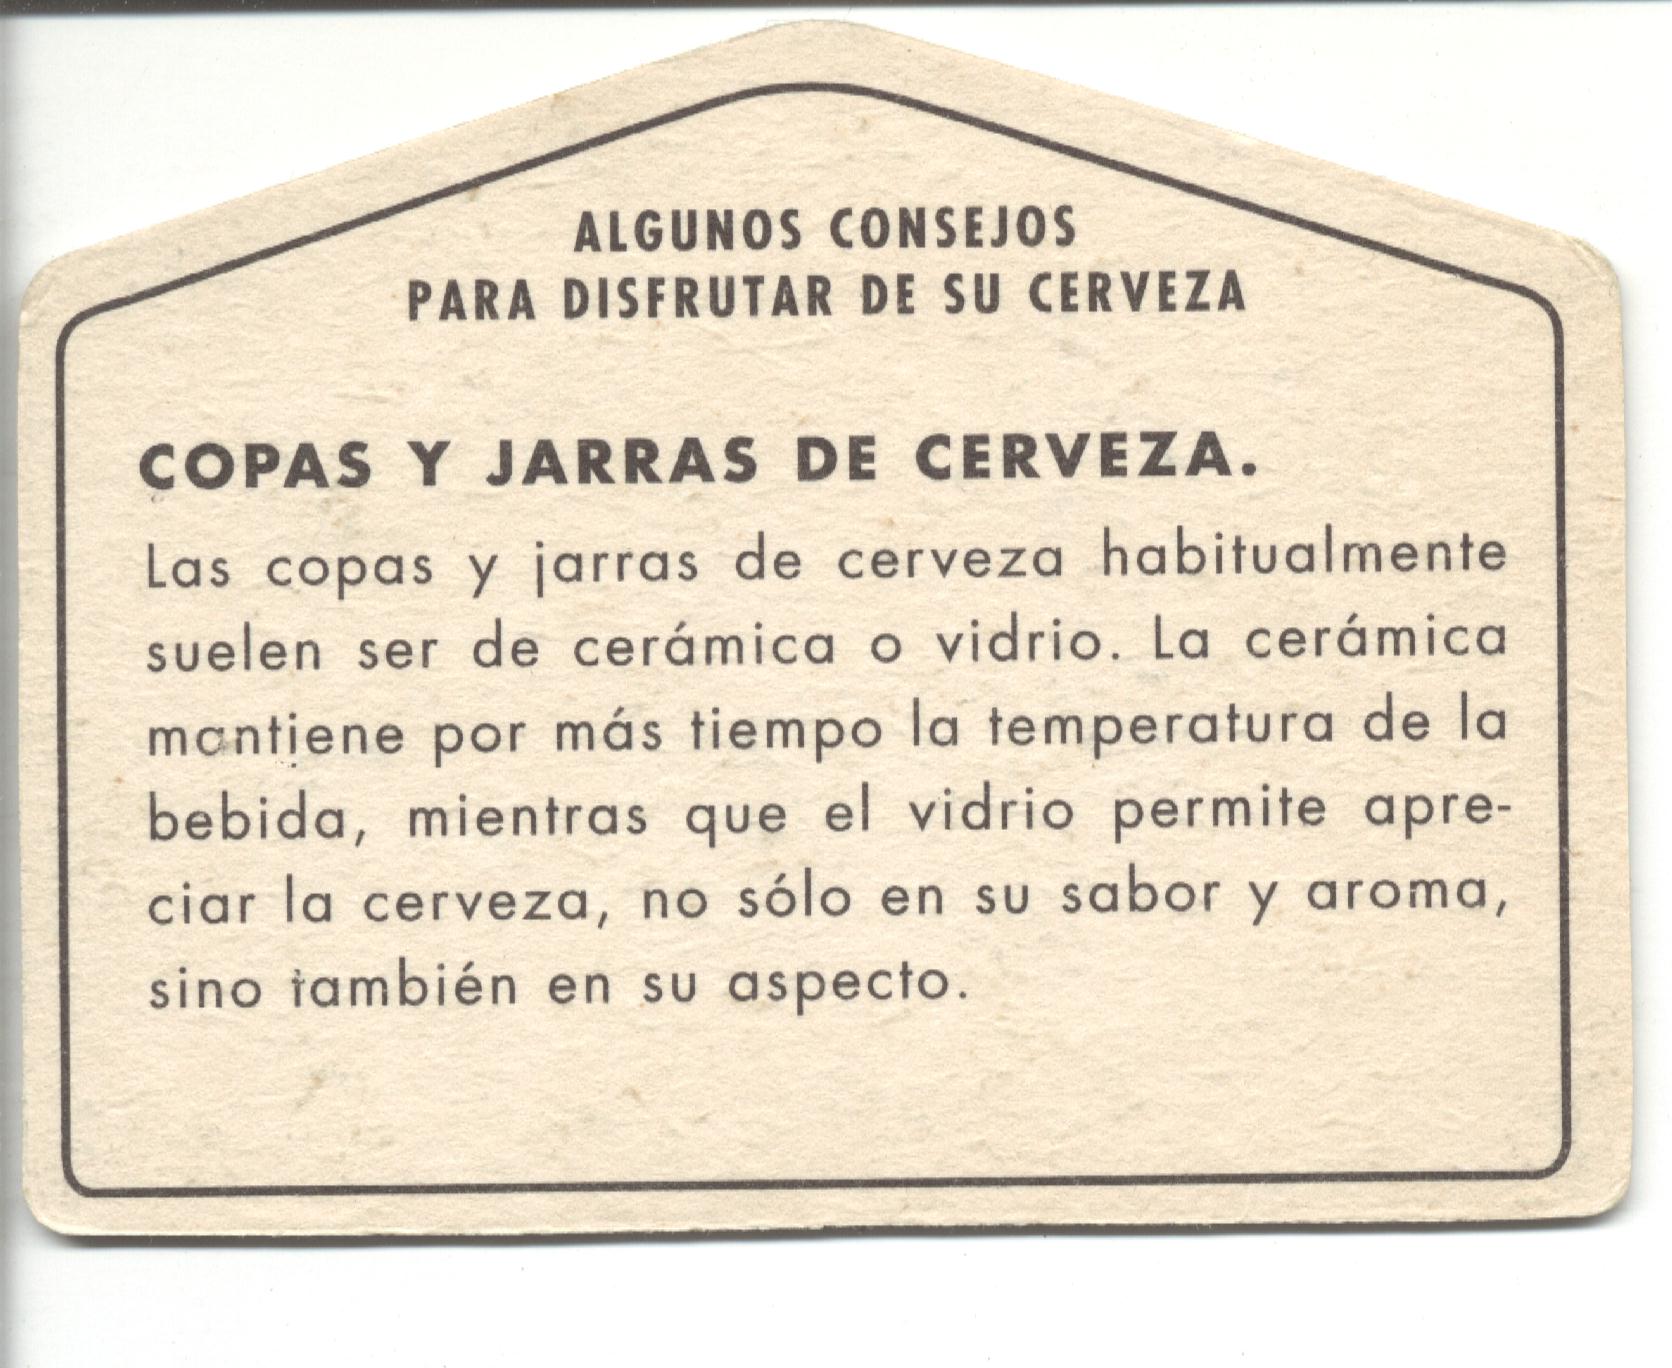 ALGUNOS CONSEJOS
PARA DISFRUTAR DE SU CERVEZA
COPAS Y JARRAS DE CERVEZA.
Las copas y jarras de cerveza habitualmente
suelen ser de cerámica o vidrio. La cerámica
mantiene por más tiempo la temperatura de la
bebida, mientras que el vidrio permite apre-
ciar la cerveza, no sólo en su sabor y aroma,
sino también en su aspecto.